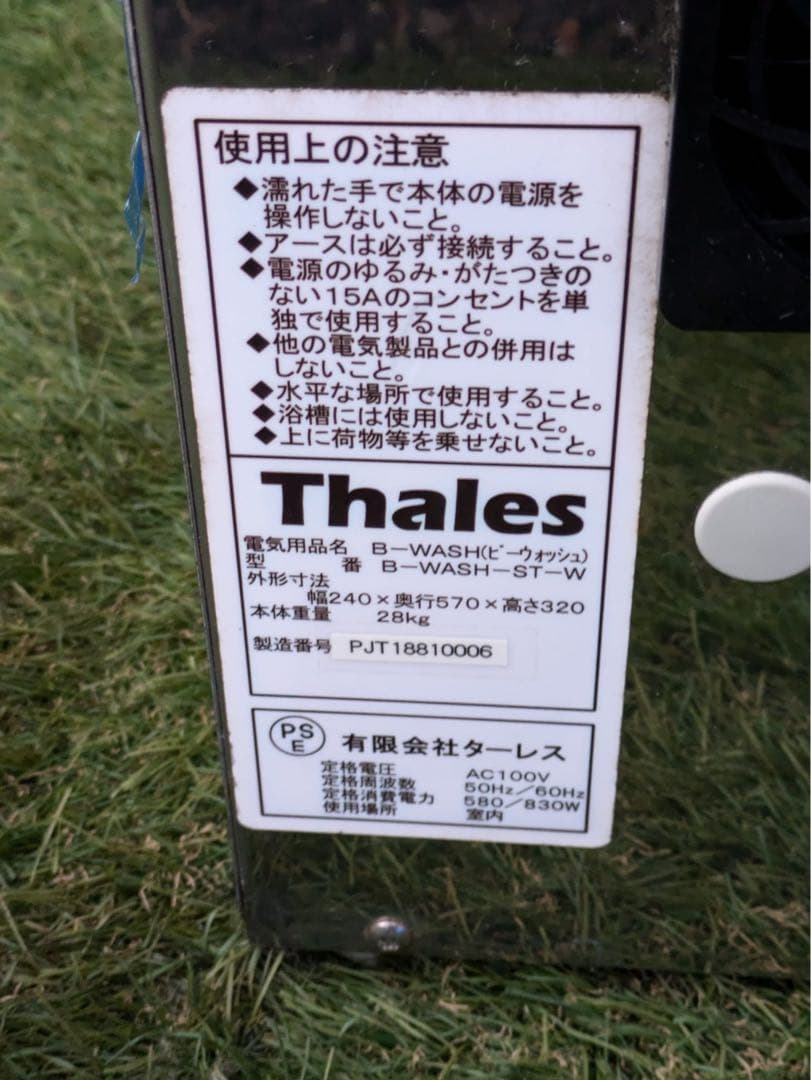 使用上の注意
◆濡れた手で本体の電源を
操作しないこと。
◆アースは必ず接続すること。
◆電源のゆるみ・がたつきの
ない15Aのコンセントを単
独で使用すること。
◆他の電気製品との併用は
しないこと。
◆水平な場所で使用すること。
◆浴槽には使用しないこと。
◆上に荷物等を乗せないこと。
Thales
電気用品名 B-WASH(ビーウォッシュ)
型番 B-WASH-ST-W
外形寸法
幅240×奥行570×高さ320
本体重量 28kg
製造番号 PJT18810006
PSE 有限会社ターレス
定格電圧 AC100V
定格周波数 50Hz/60Hz
定格消費電力 580/830W
使用場所 室内